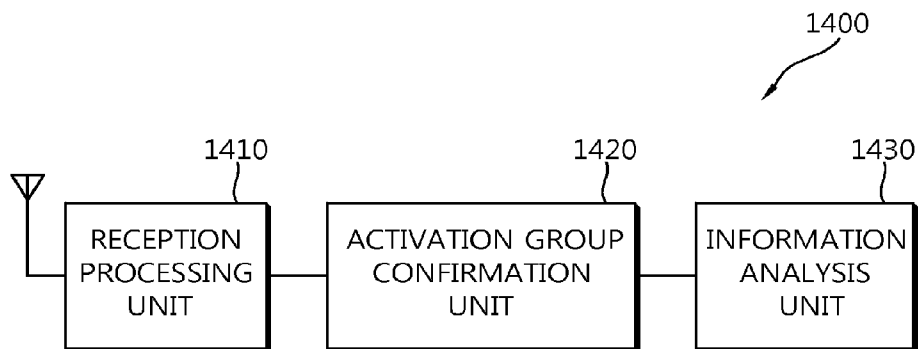 1400
1410
1420
1430
RECEPTION
PROCESSING
UNIT
ACTIVATION GROUP
CONFIRMATION
UNIT
INFORMATION
ANALYSIS
UNIT